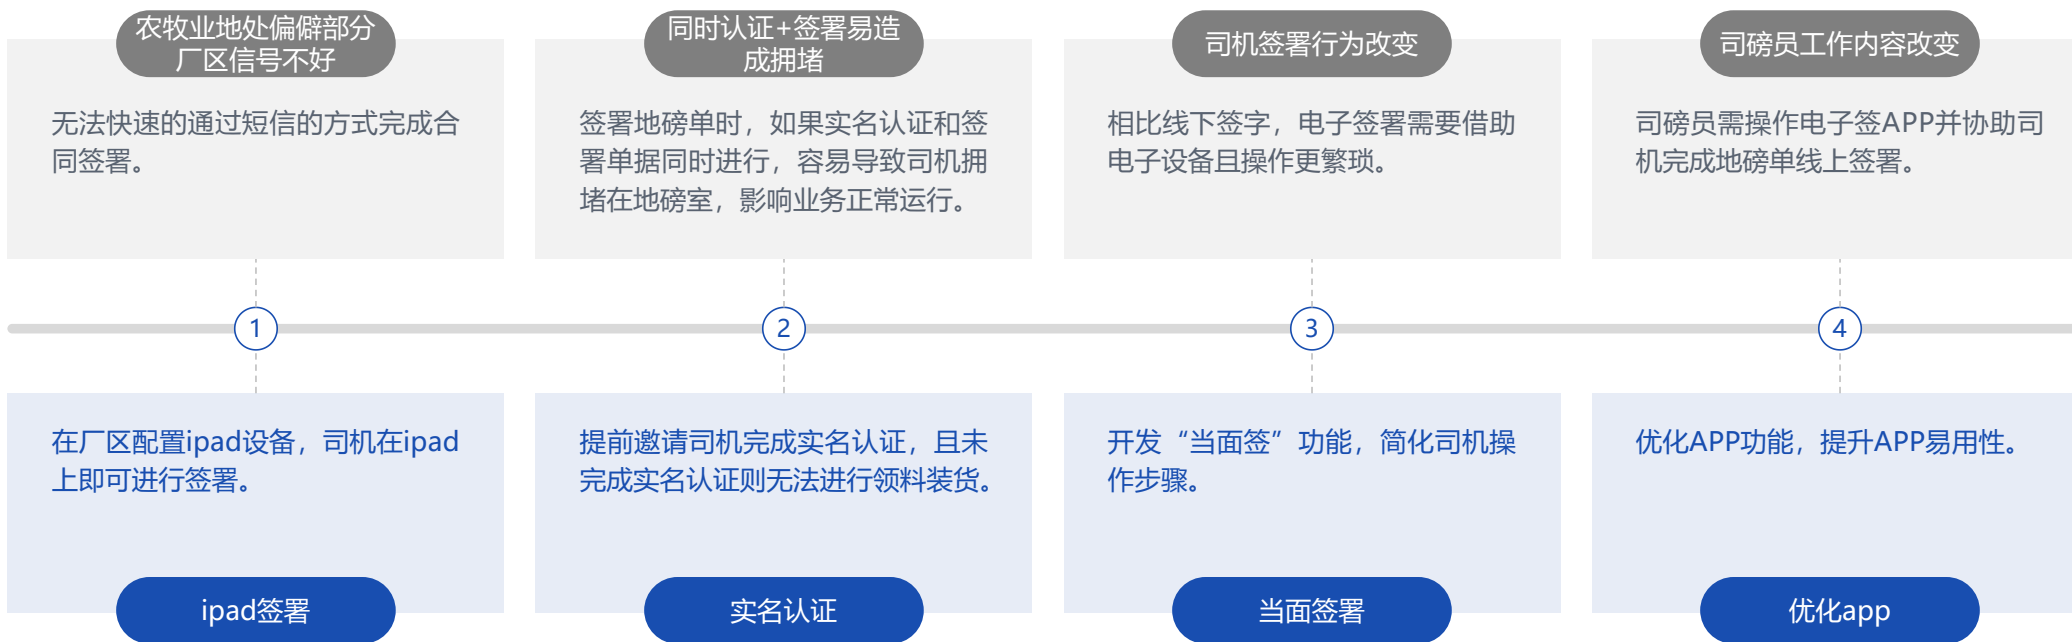 农牧业地处偏僻部分
厂区信号不好
无法快速的通过短信的方式完成合
同签署。
同时认证+签署易造
成拥堵
签署地磅单时，如果实名认证和签
署单据同时进行，容易导致司机拥
堵在地磅室，影响业务正常运行。
司机签署行为改变
相比线下签字，电子签署需要借助
电子设备且操作更繁琐。
司磅员工作内容改变
司磅员需操作电子签APP并协助司
机完成地磅单线上签署。
1
2
3
4
在厂区配置ipad设备，司机在ipad
上即可进行签署。
ipad签署
提前邀请司机完成实名认证，且未
完成实名认证则无法进行领料装货。
实名认证
开发“当面签”功能，简化司机操
作步骤。
当面签署
优化APP功能，提升APP易用性。
优化app